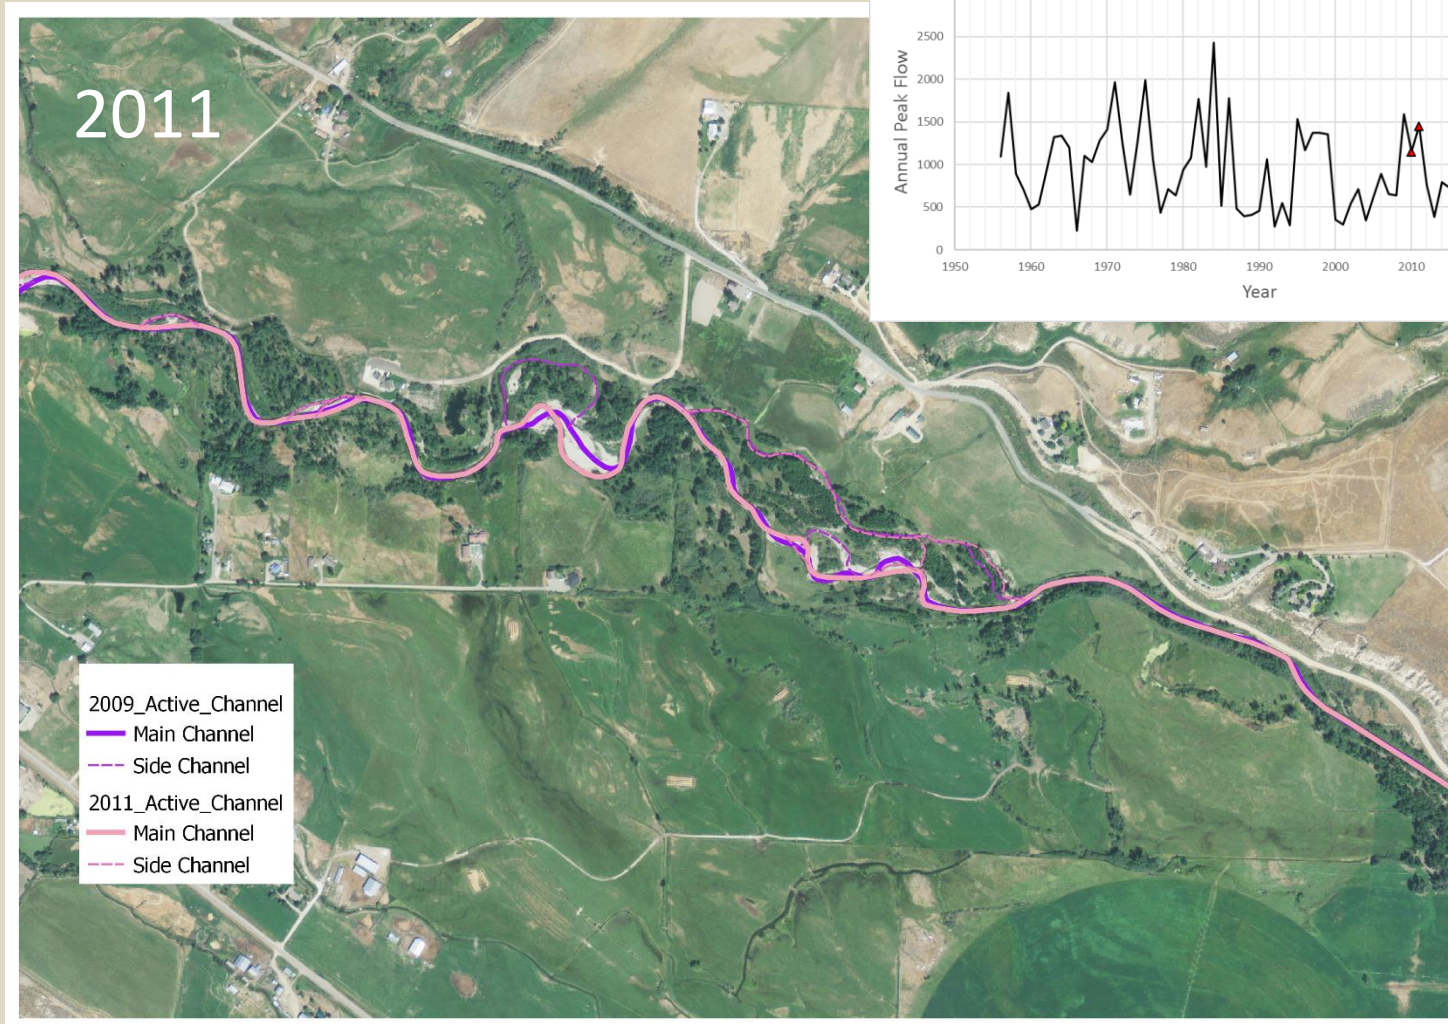 2011
2500
2000
1500
1000
500
0
Annual Peak Flow
1950 1960 1970 1980 1990 2000 2010
Year
2009_Active_Channel
Main Channel
Side Channel
2011_Active_Channel
Main Channel
Side Channel